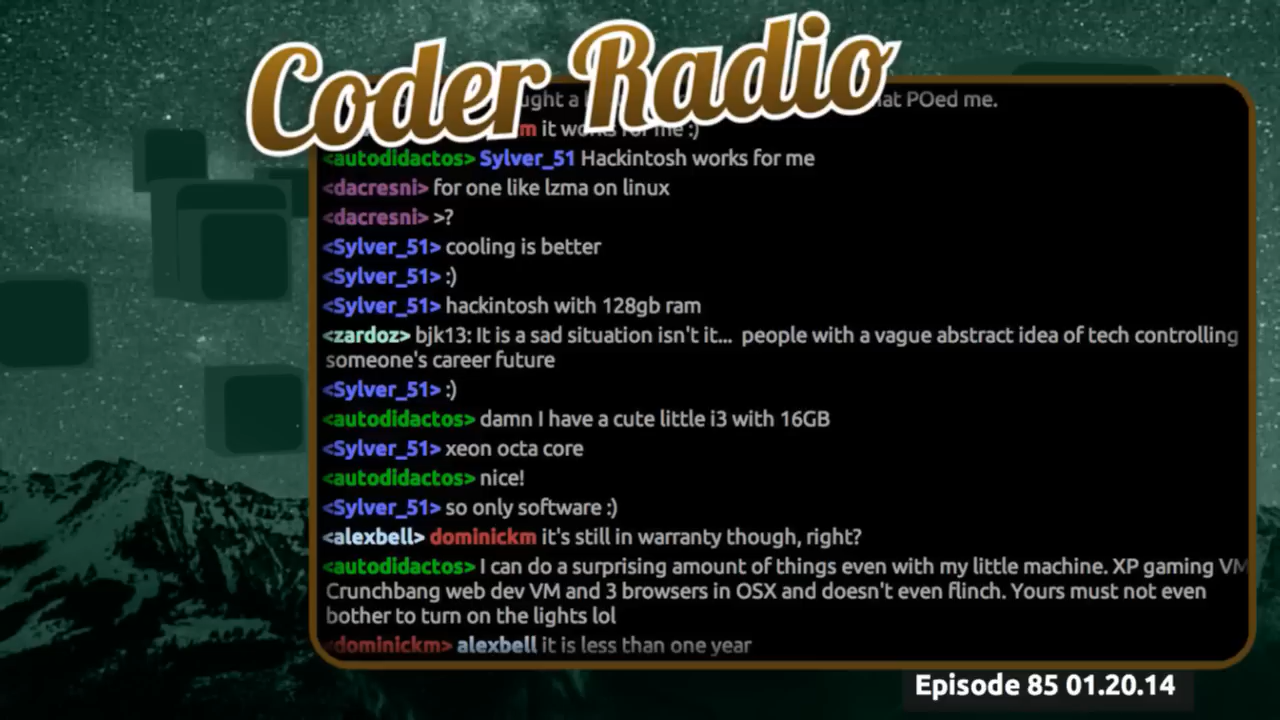 Coder Radio
ught a
at POed me.
m it works for me :)
<autodidactos> Sylver_51 Hackintosh works for me
<dacresni> for one like lzma on linux
<dacresni> >?
<Sylver_51> cooling is better
<Sylver_51> :)
<Sylver_51> hackintosh with 128gb ram
<zardoz> bjk13: It is a sad situation isn't it... people with a vague abstract idea of tech controlling
someone's career future
<Sylver_51> :)
<autodidactos> damn I have a cute little i3 with 16GB
<Sylver_51> xeon octa core
<autodidactos> nice!
<Sylver_51> so only software :)
<alexbell> dominickm it's still in warranty though, right?
<autodidactos> I can do a surprising amount of things even with my little machine. XP gaming VM
Crunchbang web dev VM and 3 browsers in OSX and doesn't even flinch. Yours must not even
bother to turn on the lights lol
<dominickm> alexbell it is less than one year
Episode 85 01.20.14